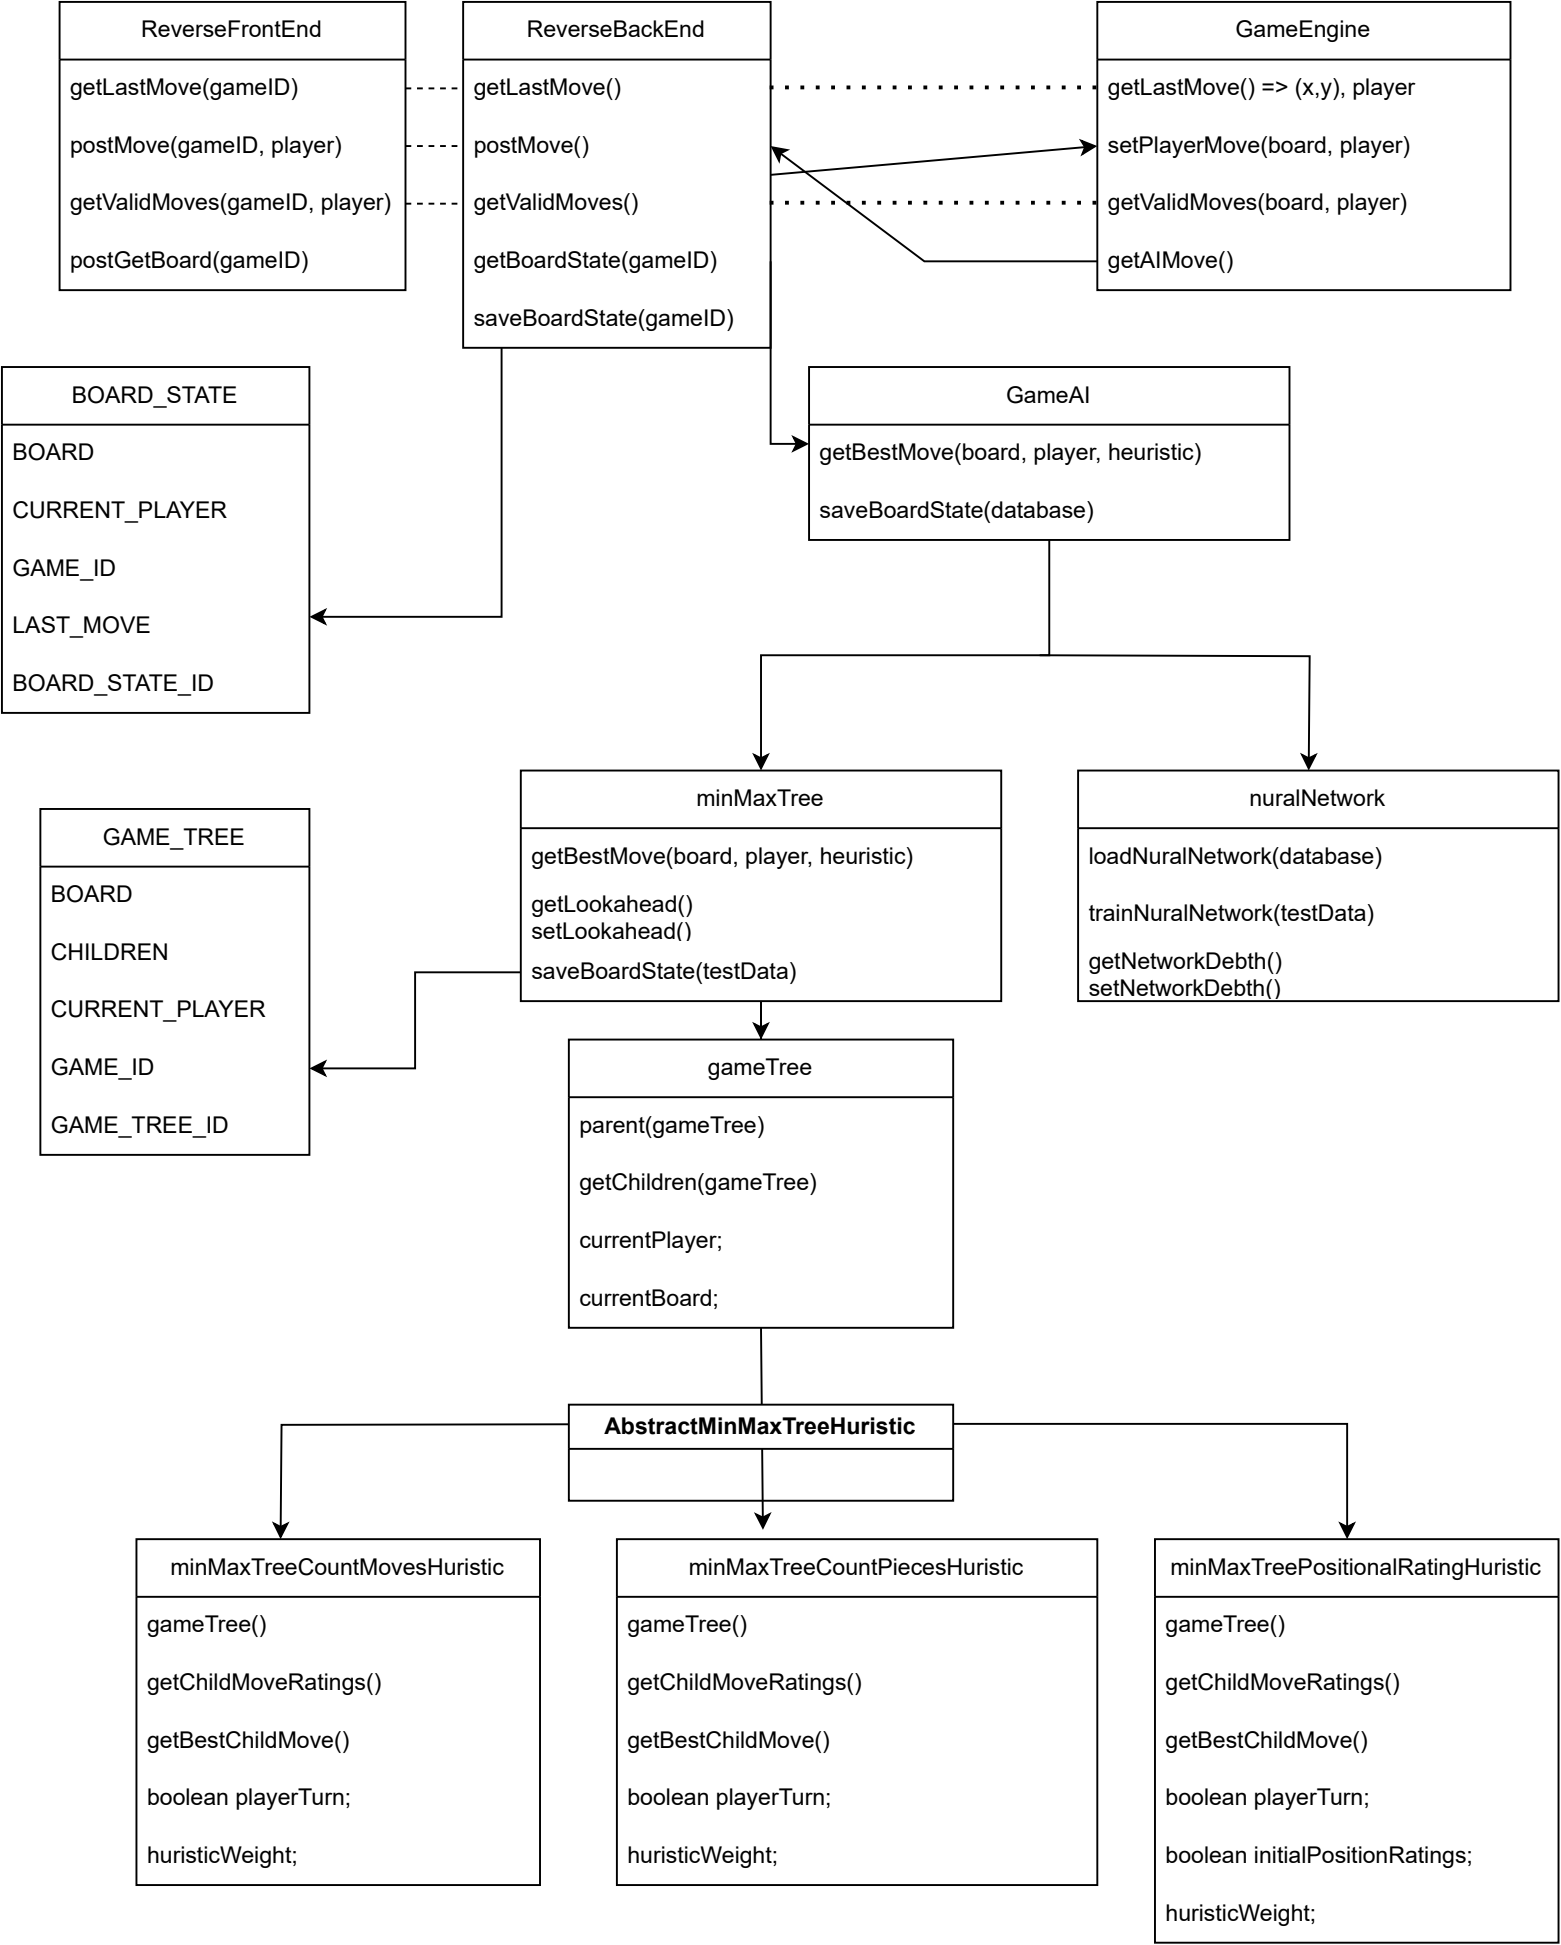 ReverseFrontEnd
getLastMove(gameID)
postMove(gameID, player)
getValidMoves(gameID, player)
postGetBoard(gameID)
ReverseBackEnd
getLastMove()
postMove()
getValidMoves()
getBoardState(gameID)
saveBoardState(gameID)
GameEngine
getLastMove() => (x,y), player
setPlayerMove(board, player)
getValidMoves(board, player)
getAIMove()
BOARD_STATE
BOARD
CURRENT_PLAYER
GAME_ID
LAST_MOVE
BOARD_STATE_ID
GameAI
getBestMove(board, player, heuristic)
saveBoardState(database)
minMaxTree
getBestMove(board, player, heuristic)
getLookahead()
setLookahead()
saveBoardState(testData)
nuralNetwork
loadNuralNetwork(database)
trainNuralNetwork(testData)
getNetworkDebth()
setNetworkDebth()
GAME_TREE
BOARD
CHILDREN
CURRENT_PLAYER
GAME_ID
GAME_TREE_ID
gameTree
parent(gameTree)
getChildren(gameTree)
currentPlayer;
currentBoard;
AbstractMinMaxTreeHuristic
minMaxTreeCountMovesHuristic
gameTree()
getChildMoveRatings()
getBestChildMove()
boolean playerTurn;
huristicWeight;
minMaxTreeCountPiecesHuristic
gameTree()
getChildMoveRatings()
getBestChildMove()
boolean playerTurn;
huristicWeight;
minMaxTreePositionalRatingHuristic
gameTree()
getChildMoveRatings()
getBestChildMove()
boolean playerTurn;
boolean initialPositionRatings;
huristicWeight;